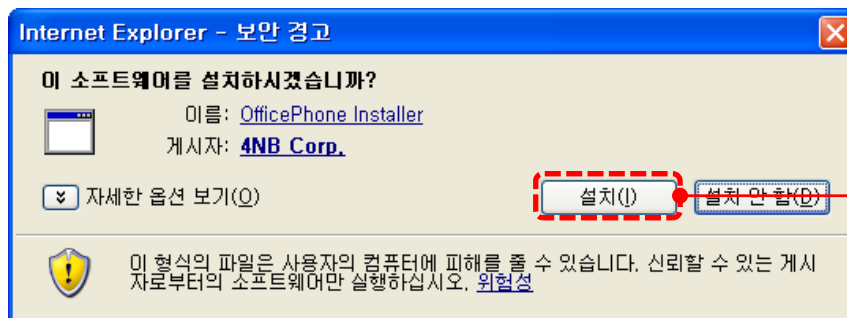 Internet Explorer - 보안 경고
이 소프트웨어를 설치하시겠습니까?
이름: OfficePhone Installer
게시자: 4NB Corp.
자세한 옵션 보기(O)
설치(I)
설치 안 함(D)
이 형식의 파일은 사용자의 컴퓨터에 피해를 줄 수 있습니다. 신뢰할 수 있는 게시
자로부터의 소프트웨어만 실행하십시오. 위험성